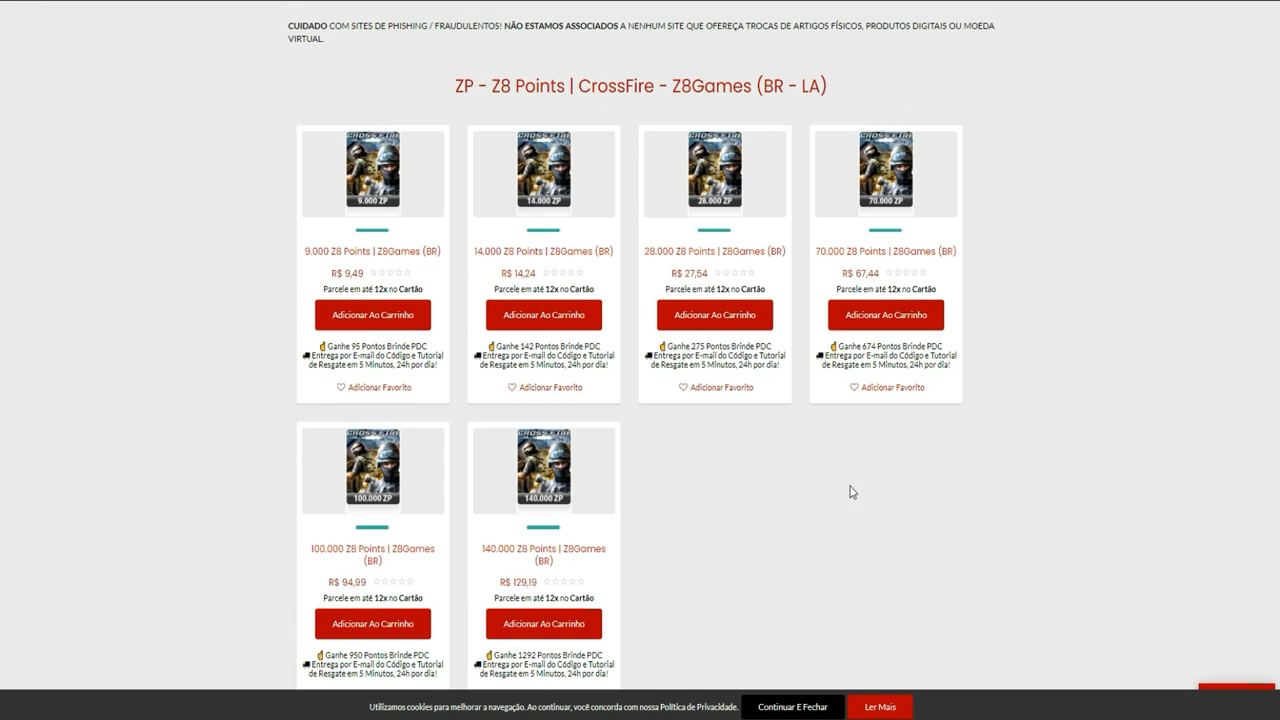 CUIDADO COM SITES DE PHISHING / FRAUDULENTOS! NÃO ESTAMOS ASSOCIADOS A NENHUM SITE QUE OFEREÇA TROCAS DE ARTIGOS FÍSICOS, PRODUTOS DIGITAIS OU MOEDA
VIRTUAL.
ZP - Z8 Points | CrossFire - Z8Games (BR - LA)
CROSSFIRE
9.000 ZP
9.000 Z8 Points | Z8Games (BR)
R$ 9,49
Parcele em até 12x no Cartão
Adicionar Ao Carrinho
Ganhe 95 Pontos Brinde PDC
Entrega por E-mail do Código e Tutorial
de Resgate em 5 Minutos, 24h por dia!
Adicionar Favorito
CROSSFIRE
14.000 ZP
14.000 Z8 Points | Z8Games (BR)
R$ 14,24
Parcele em até 12x no Cartão
Adicionar Ao Carrinho
Ganhe 142 Pontos Brinde PDC
Entrega por E-mail do Código e Tutorial
de Resgate em 5 Minutos, 24h por dia!
Adicionar Favorito
CROSSFIRE
28.000 ZP
28.000 Z8 Points | Z8Games (BR)
R$ 27,54
Parcele em até 12x no Cartão
Adicionar Ao Carrinho
Ganhe 275 Pontos Brinde PDC
Entrega por E-mail do Código e Tutorial
de Resgate em 5 Minutos, 24h por dia!
Adicionar Favorito
CROSSFIRE
70.000 ZP
70.000 Z8 Points | Z8Games (BR)
R$ 67,44
Parcele em até 12x no Cartão
Adicionar Ao Carrinho
Ganhe 674 Pontos Brinde PDC
Entrega por E-mail do Código e Tutorial
de Resgate em 5 Minutos, 24h por dia!
Adicionar Favorito
CROSSFIRE
100.000 ZP
100.000 Z8 Points | Z8Games
(BR)
R$ 94,99
Parcele em até 12x no Cartão
Adicionar Ao Carrinho
Ganhe 950 Pontos Brinde PDC
Entrega por E-mail do Código e Tutorial
de Resgate em 5 Minutos, 24h por dia!
CROSSFIRE
140.000 ZP
140.000 Z8 Points | Z8Games
(BR)
R$ 129,19
Parcele em até 12x no Cartão
Adicionar Ao Carrinho
Ganhe 1292 Pontos Brinde PDC
Entrega por E-mail do Código e Tutorial
de Resgate em 5 Minutos, 24h por dia!
Utilizamos cookies para melhorar a navegação. Ao continuar, você concorda com nossa Política de Privacidade.
Continuar E Fechar
Ler Mais